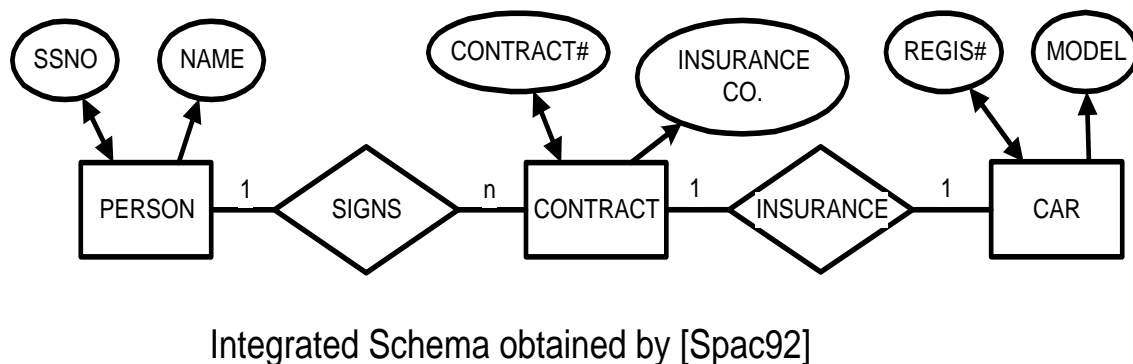 SSNO
NAME
CONTRACT#
INSURANCE
CO.
REGIS#
MODEL
PERSON
1
SIGNS
n
CONTRACT
1
INSURANCE
1
CAR
Integrated Schema obtained by [Spac92]